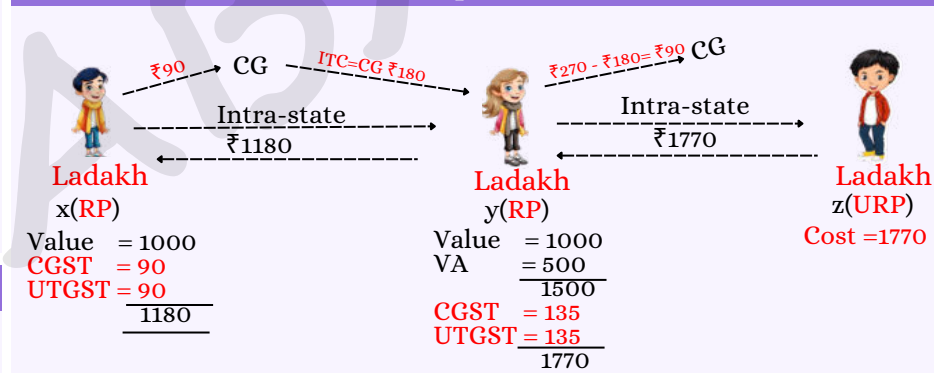 ₹90
CG
ITC=CG ₹180
₹270 - ₹180= ₹90
CG
Intra-state
₹1180
Intra-state
₹1770
Ladakh
x(RP)
Value = 1000
CGST = 90
UTGST = 90
1180
Ladakh
y(RP)
Value = 1000
VA = 500
1500
CGST = 135
UTGST = 135
1770
Ladakh
z(URP)
Cost =1770